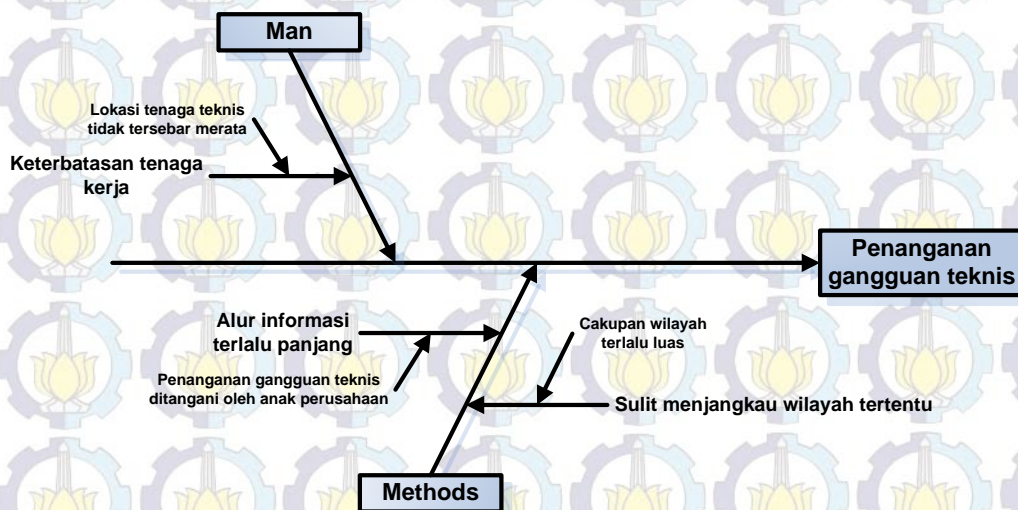 Man
Lokasi tenaga teknis
tidak tersebar merata
Keterbatasan tenaga
kerja
Penanganan
gangguan teknis
Alur informasi
terlalu panjang
Cakupan wilayah
terlalu luas
Penanganan gangguan teknis
ditangani oleh anak perusahaan
Sulit menjangkau wilayah tertentu
Methods